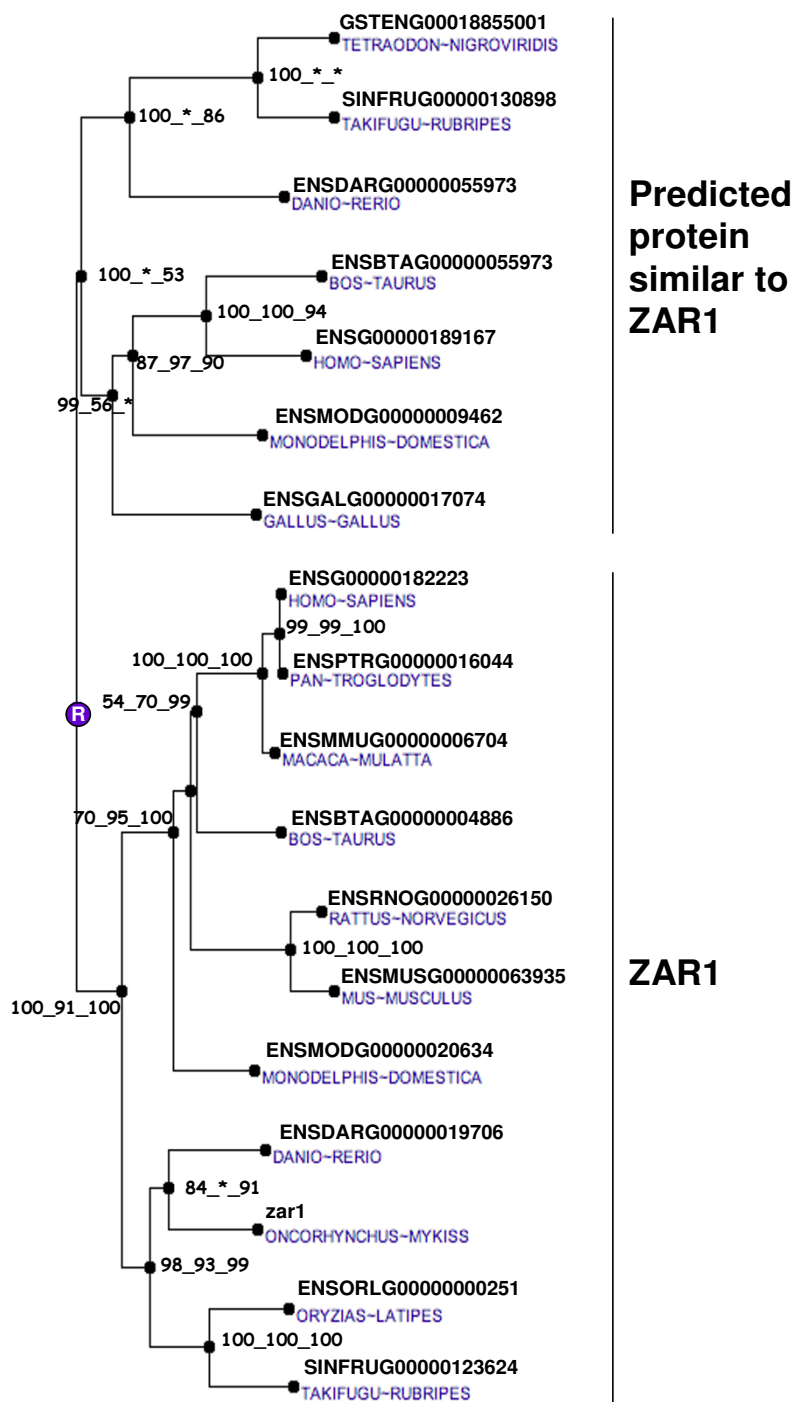 GSTENG00018855001
TETRAODON~NIGROVIRIDIS
100_*_*
SINFRUG00000130898
TAKIFUGU~RUBRIPES
100_*_86
ENSDARG00000055973
DANIO~RERIO
Predicted
protein
similar to
ZAR1
ENSBTAG00000055973
BOS~TAURUS
100_*_53
100_100_94
ENSG00000189167
HOMO~SAPIENS
87_97_90
99_56_*
ENSMODG00000009462
MONODELPHIS~DOMESTICA
ENSGALG00000017074
GALLUS~GALLUS
ENSG00000182223
HOMO~SAPIENS
99_99_100
100_100_100
ENSPTRG00000016044
PAN~TROGLODYTES
54_70_99
R
ENSMMUG00000006704
MACACA~MULATTA
70_95_100
ENSBTAG00000004886
BOS~TAURUS
ENSRNOG00000026150
RATTUS~NORVEGICUS
100_100_100
ENSMUSG00000063935
MUS~MUSCULUS
ZAR1
100_91_100
ENSMODG00000020634
MONODELPHIS~DOMESTICA
ENSDARG00000019706
DANIO~RERIO
84_*_91
zar1
ONCORHYNCHUS~MYKISS
98_93_99
ENSORLG00000000251
ORYZIAS~LATIPES
100_100_100
SINFRUG00000123624
TAKIFUGU~RUBRIPES